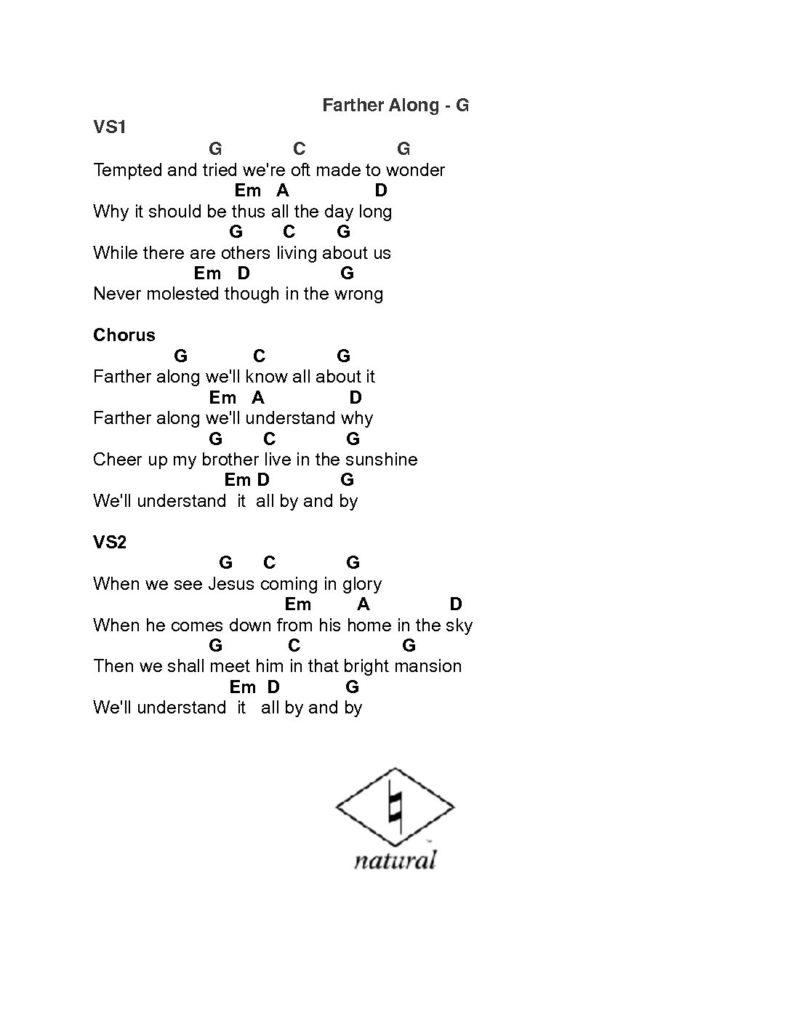 Farther Along - G
VS1
G C G
Tempted and tried we're oft made to wonder
Em A D
Why it should be thus all the day long
G C G
While there are others living about us
Em D G
Never molested though in the wrong
Chorus
G C G
Farther along we'll know all about it
Em A D
Farther along we'll understand why
G C G
Cheer up my brother live in the sunshine
Em D G
We'll understand it all by and by
VS2
G C G
When we see Jesus coming in glory
Em A D
When he comes down from his home in the sky
G C G
Then we shall meet him in that bright mansion
Em D G
We'll understand it all by and by
♮
natural